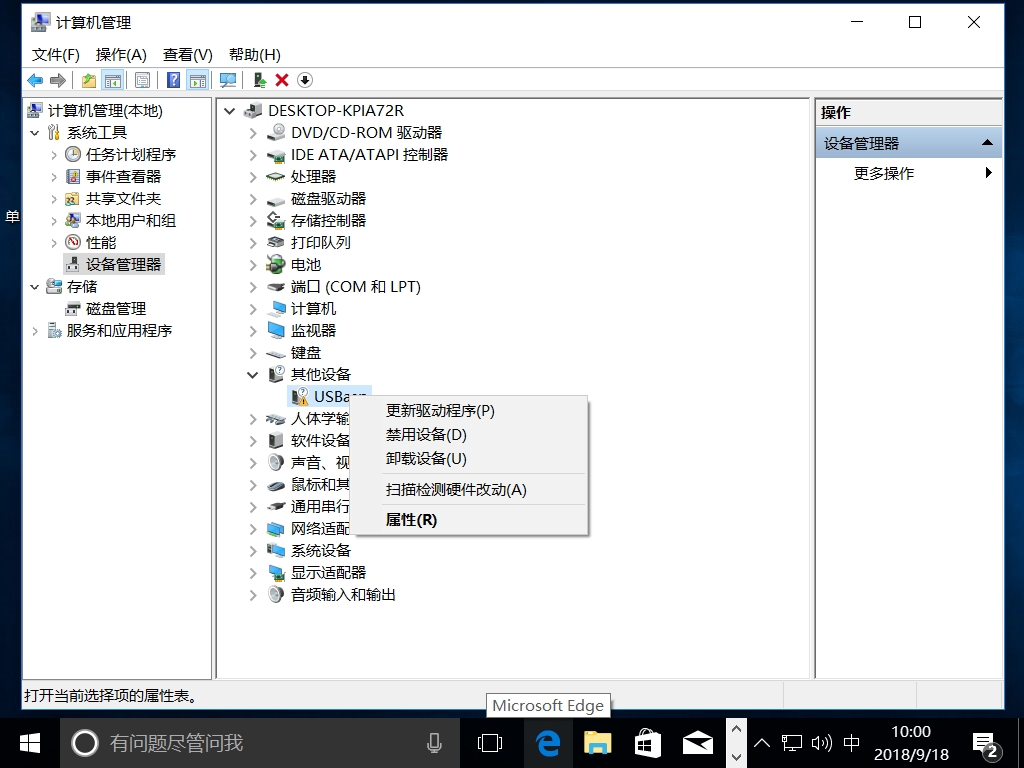 计算机管理
文件(F) 操作(A) 查看(V) 帮助(H)
计算机管理(本地)
系统工具
任务计划程序
事件查看器
共享文件夹
本地用户和组
性能
设备管理器
存储
磁盘管理
服务和应用程序
DESKTOP-KPIA72R
DVD/CD-ROM 驱动器
IDE ATA/ATAPI 控制器
处理器
磁盘驱动器
存储控制器
打印队列
电池
端口 (COM 和 LPT)
计算机
监视器
键盘
其他设备
人体学输
软件设备
声音、视
鼠标和其
通用串行
网络适配
系统设备
显示适配器
音频输入和输出
更新驱动程序(P)
禁用设备(D)
卸载设备(U)
扫描检测硬件改动(A)
属性(R)
操作
设备管理器
更多操作
单
打开当前选择项的属性表。
Microsoft Edge
有问题尽管问我
中
10:00
2018/9/18
2